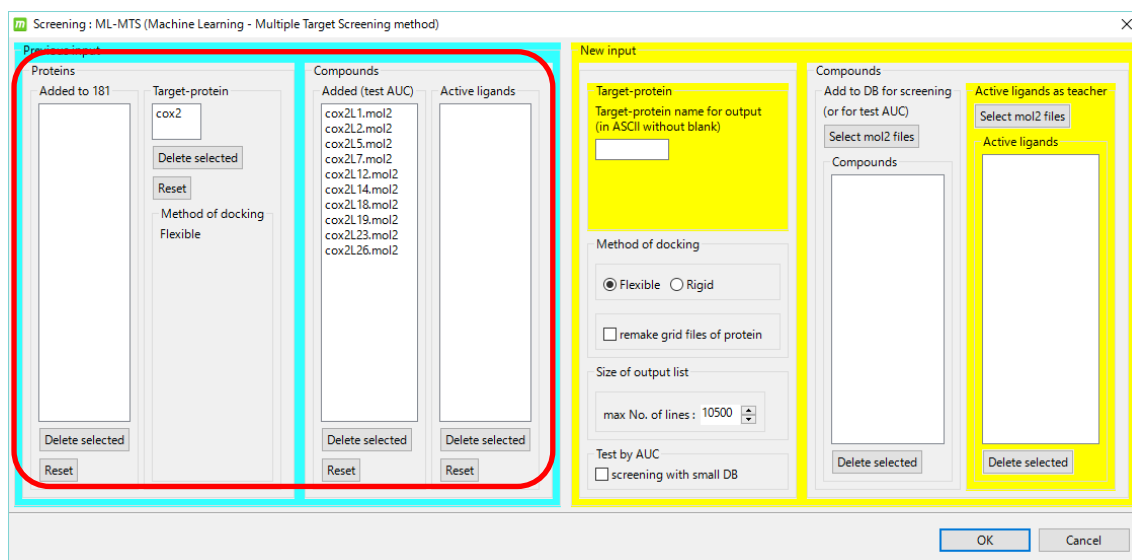 Screening : ML-MTS (Machine Learning - Multiple Target Screening method)
Previous input
Proteins
Added to 181
Delete selected
Reset
Target-protein
cox2
Delete selected
Reset
Method of docking
Flexible
Compounds
Added (test AUC)
cox2L1.mol2
cox2L2.mol2
cox2L5.mol2
cox2L7.mol2
cox2L12.mol2
cox2L14.mol2
cox2L18.mol2
cox2L19.mol2
cox2L23.mol2
cox2L26.mol2
Delete selected
Reset
Active ligands
Delete selected
Reset
New input
Target-protein
Target-protein name for output
(in ASCII without blank)
Method of docking
Flexible
Rigid
remake grid files of protein
Size of output list
max No. of lines :
10500
Test by AUC
screening with small DB
Compounds
Add to DB for screening
(or for test AUC)
Select mol2 files
Compounds
Delete selected
Active ligands as teacher
Select mol2 files
Active ligands
Delete selected
OK
Cancel